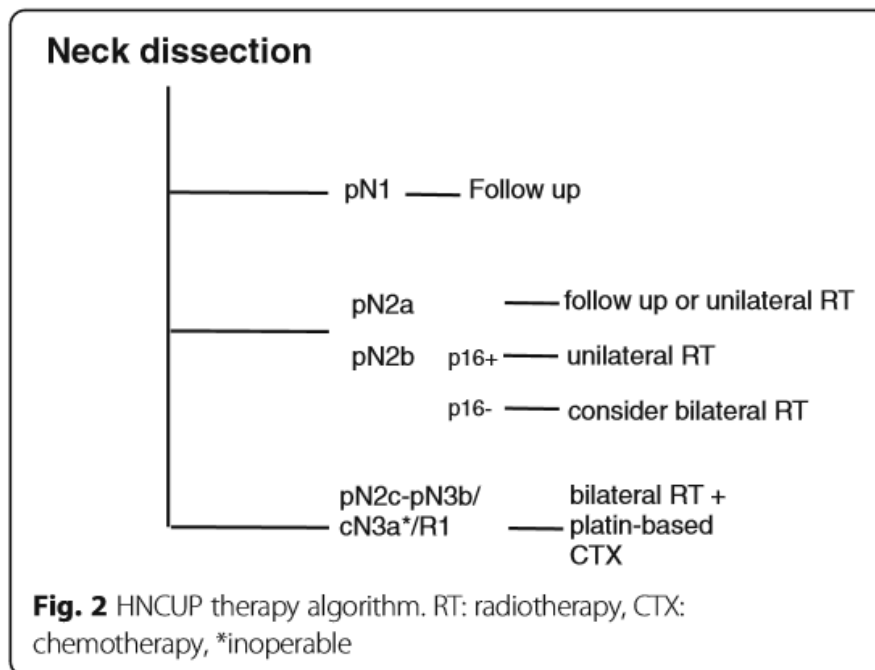 Neck dissection
pN1 Follow up
pN2a follow up or unilateral RT
pN2b p16+ unilateral RT
p16- consider bilateral RT
pN2c-pN3b/ bilateral RT +
cN3a*/R1 platin-based
CTX
Fig. 2 HNCUP therapy algorithm. RT: radiotherapy, CTX:
chemotherapy, *inoperable